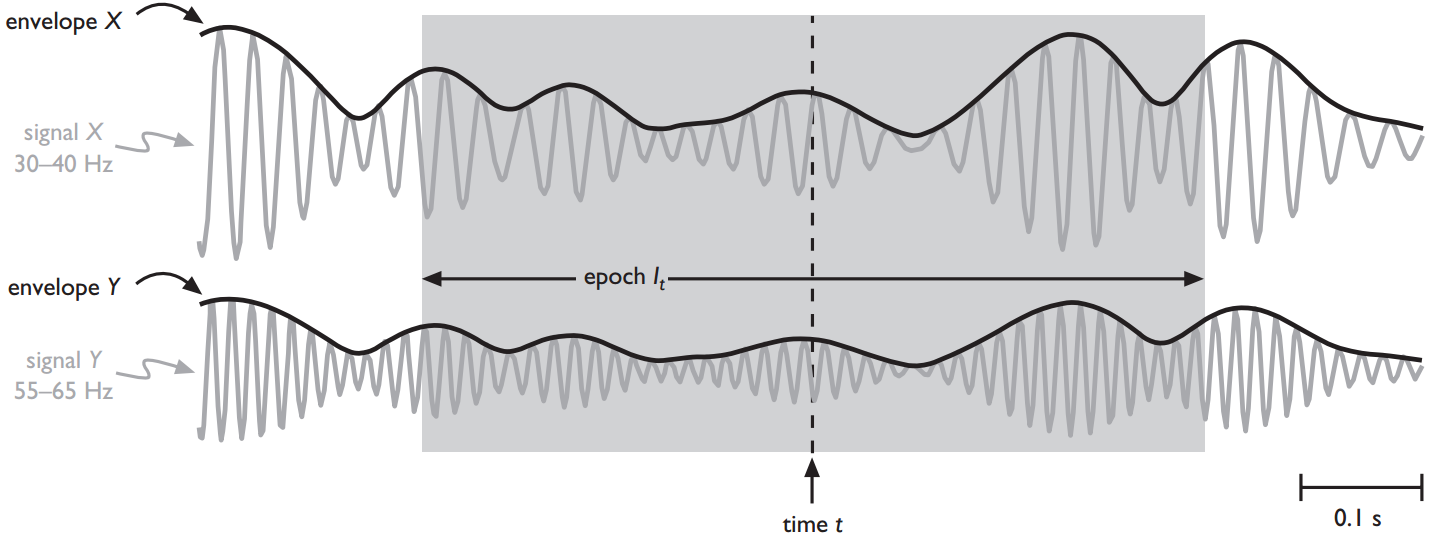 envelope X
signal X
30–40 Hz
epoch Iₜ
envelope Y
signal Y
55–65 Hz
time t
0.1 s